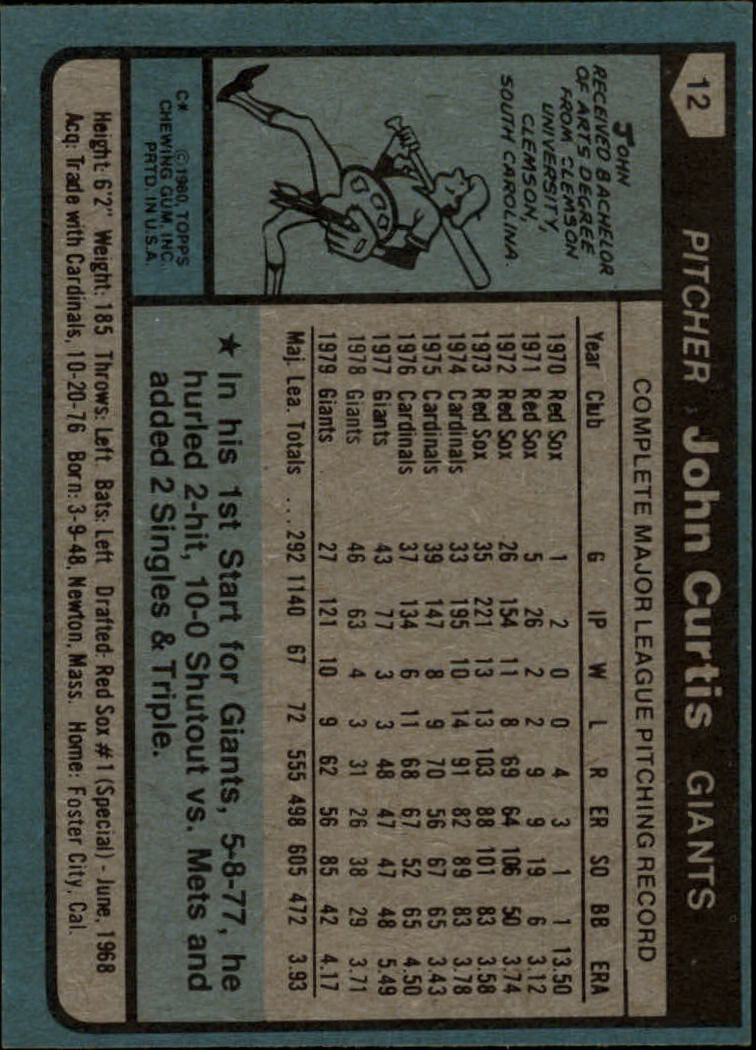 12
PITCHER John Curtis GIANTS
JOHN
RECEIVED BACHELOR
OF ARTS DEGREE
FROM CLEMSON
UNIVERSITY,
CLEMSON,
SOUTH CAROLINA.
C* © 1980, TOPPS
CHEWING GUM, INC.
PRTD. IN U.S.A.
COMPLETE MAJOR LEAGUE PITCHING RECORD
Year Club G IP W L R ER SO BB ERA
1970 Red Sox 1 2 0 0 4 3 1 1 13.50
1971 Red Sox 5 26 2 2 9 9 19 6 3.12
1972 Red Sox 26 154 11 8 69 64 106 50 3.74
1973 Red Sox 35 221 13 13 103 88 101 83 3.58
1974 Cardinals 33 195 10 14 91 82 89 83 3.78
1975 Cardinals 39 147 8 9 70 56 67 65 3.43
1976 Cardinals 37 134 6 11 68 67 52 65 4.50
1977 Giants 43 77 3 3 48 47 47 48 5.49
1978 Giants 46 63 4 3 31 26 38 29 3.71
1979 Giants 27 121 10 9 62 56 85 42 4.17
Maj. Lea. Totals ... 292 1140 67 72 555 498 605 472 3.93
★ In his 1st Start for Giants, 5-8-77, he
hurled 2-hit, 10-0 Shutout vs. Mets and
added 2 Singles & Triple.
Height: 6'2" Weight: 185 Throws: Left Bats: Left Drafted: Red Sox #1 (Special) - June, 1968
Acq: Trade with Cardinals, 10-20-76 Born: 3-9-48, Newton, Mass. Home: Foster City, Cal.